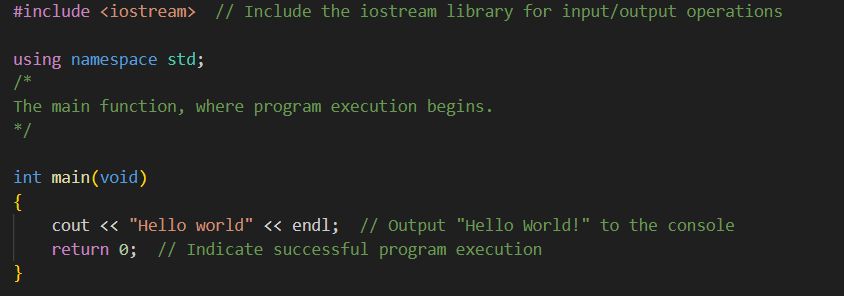 #include <iostream>  // Include the iostream library for input/output operations
using namespace std;
/*
The main function, where program execution begins.
*/
int main(void)
{
    cout << "Hello world" << endl;  // Output "Hello World!" to the console
    return 0;  // Indicate successful program execution
}